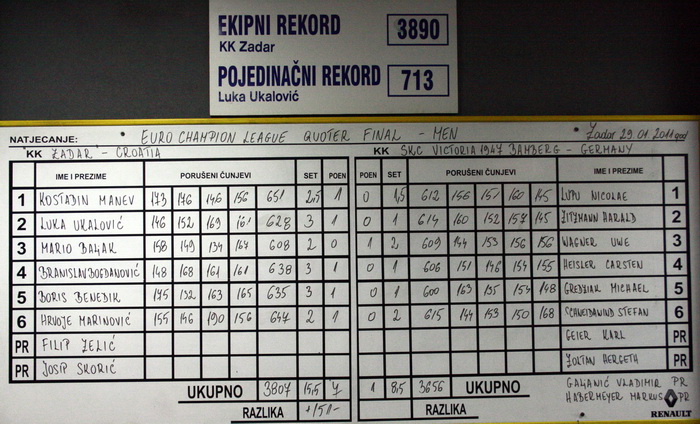 EKIPNI REKORD 3890
KK Zadar
POJEDINAČNI REKORD 713
Luka Ukalović
NATJECANJE: • EURO CHAMPION LEAGUE QUOTER FINAL - MEN • Zadar 29.01.2011 god
KK ZADAR - CROATIA KK SKC VICTORIA 1947 BAMBERG - GERMANY
IME I PREZIME PORUŠENI ČUNJEVI SET POEN POEN SET PORUŠENI ČUNJEVI IME I PREZIME
1 KOSTADIN MANEV 173 176 146 156 651 2,5 1 0 1,5 612 156 151 160 145 LUPU NICOLAE 1
2 LUKA UKALOVIĆ 146 152 169 161 628 3 1 0 1 614 160 152 157 145 ZITZMANN HARALD 2
3 MARIO BAŁAK 158 149 134 167 608 2 0 1 2 609 144 153 156 156 WAGNER UWE 3
4 BRANISLAV BOGDANOVIĆ 148 168 161 161 638 3 1 0 1 606 151 146 154 155 HEISLER CARSTEN 4
5 BORIS BENEDIK 175 132 163 165 635 3 1 0 1 600 163 135 154 148 GREDZIAK MICHAEL 5
6 HRVOJE MARINOVIĆ 155 146 190 156 647 2 1 0 2 615 144 153 150 168 SCHNEIDAWIND STEFAN 6
PR FILIP ZELIĆ GEIER KARL PR
PR JOSIP SKORIĆ ZOLTAN HERGETH PR
UKUPNO 3807 15,5 7 1 8,5 3656 UKUPNO GALJANIĆ VLADIMIR PR
HABERMEYER MARKUS PR
RAZLIKA +151- RAZLIKA
RENAULT